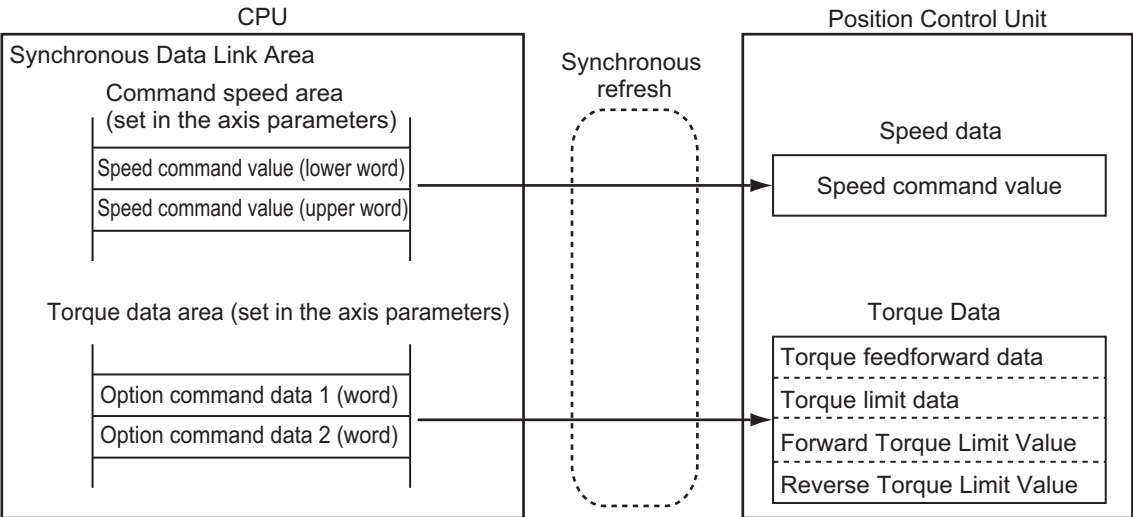 CPU
Position Control Unit
Synchronous Data Link Area
Command speed area
(set in the axis parameters)
Speed command value (lower word)
Speed command value (upper word)
Synchronous
refresh
Speed data
Speed command value
Torque data area (set in the axis parameters)
Option command data 1 (word)
Option command data 2 (word)
Torque Data
Torque feedforward data
Torque limit data
Forward Torque Limit Value
Reverse Torque Limit Value